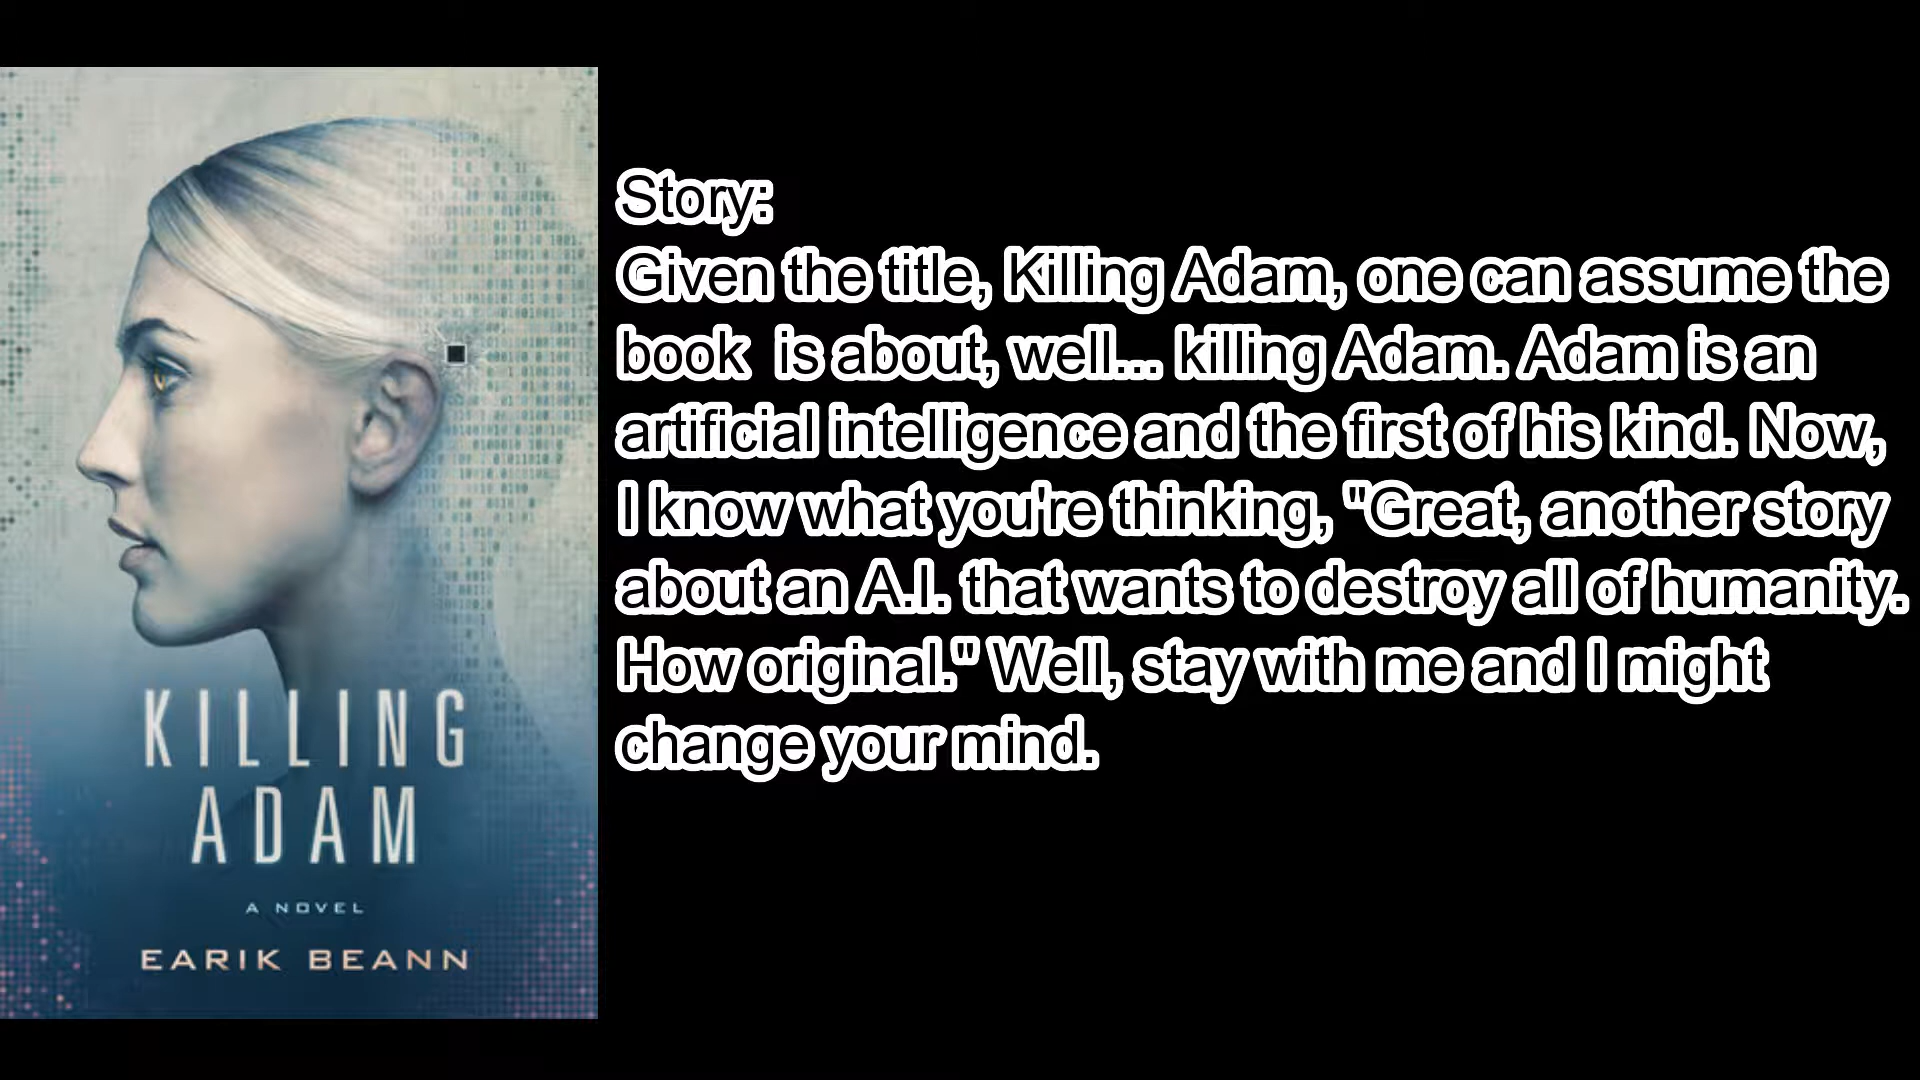 KILLING
ADAM
A NOVEL
EARIK BEANN
Story:
Given the title, Killing Adam, one can assume the
book  is about, well... killing Adam. Adam is an
artificial intelligence and the first of his kind. Now,
I know what you're thinking, "Great, another story
about an A.I. that wants to destroy all of humanity.
How original." Well, stay with me and I might
change your mind.